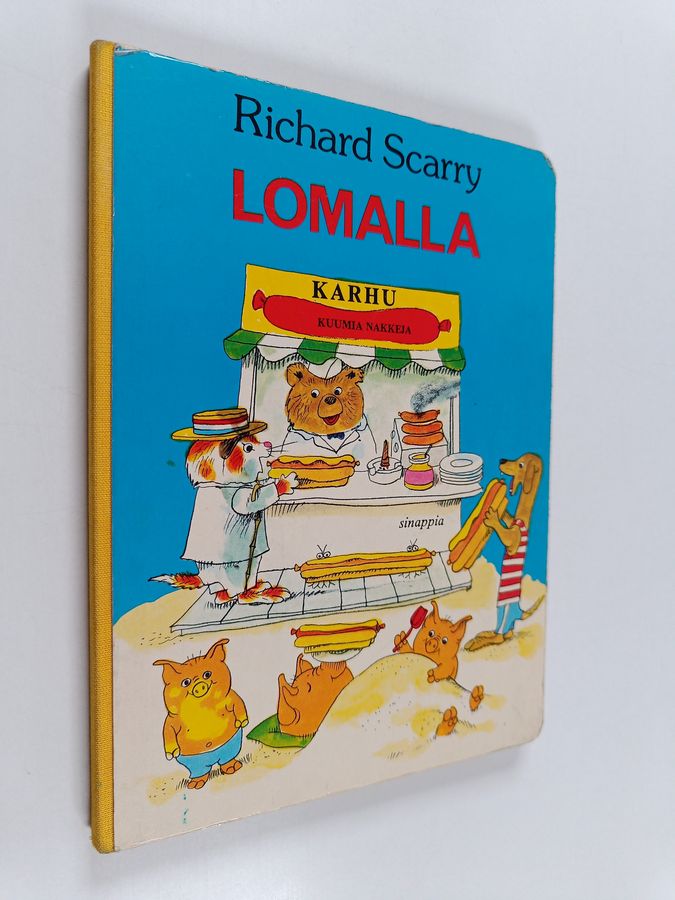 Richard Scarry
LOMALLA
KARHU
KUUMIA NAKKEJA
sinappia